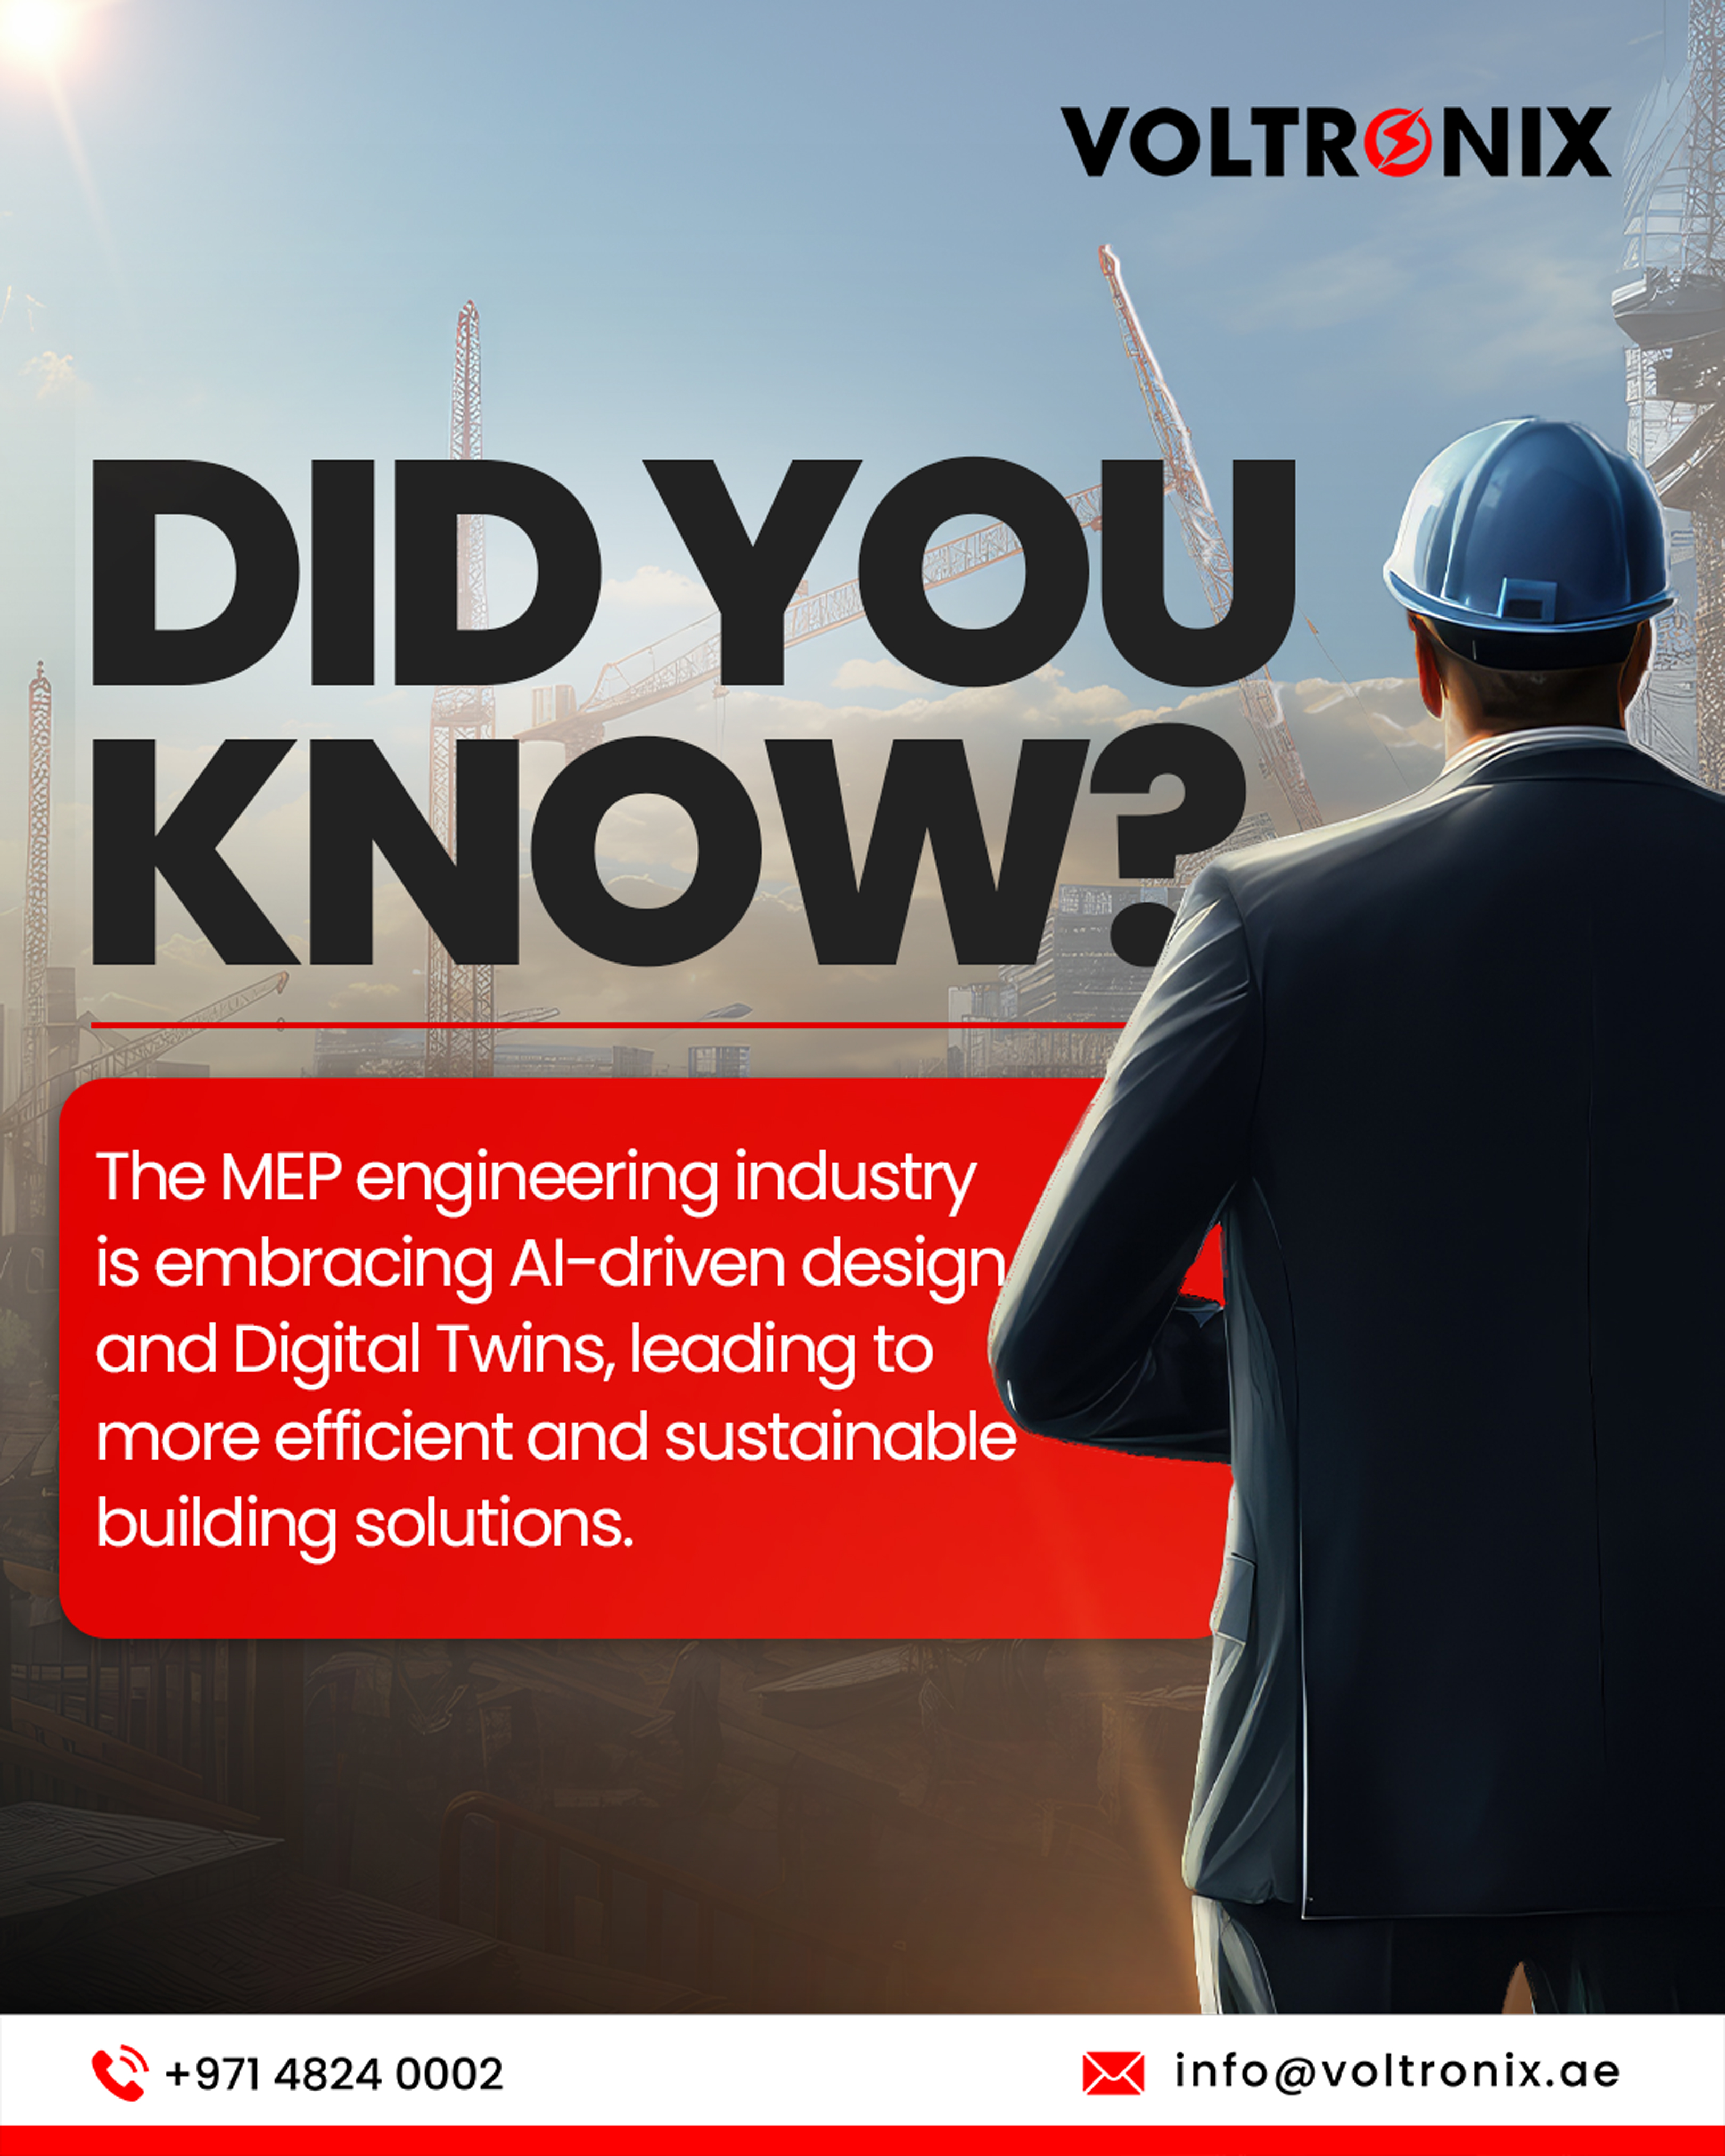 VOLTRONIX
DID YOU
KNOW?
The MEP engineering industry
is embracing AI-driven design
and Digital Twins, leading to
more efficient and sustainable
building solutions.
+971 4824 0002
info@voltronix.ae